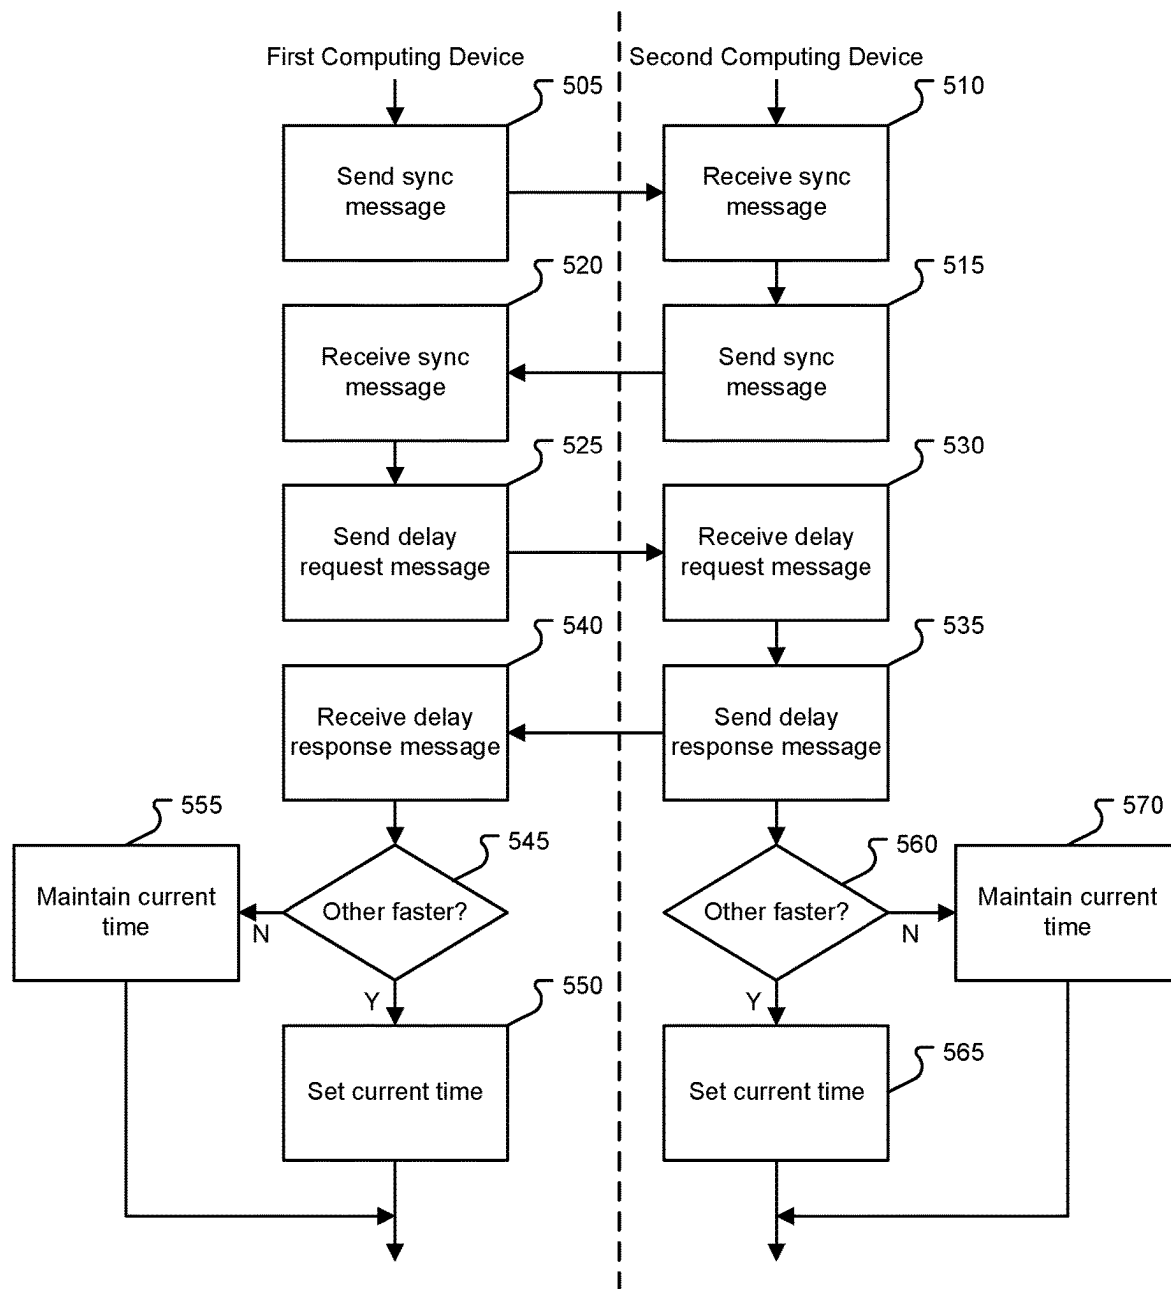 First Computing Device
Second Computing Device
505
510
Send sync
message
Receive sync
message
520
515
Receive sync
message
Send sync
message
525
530
Send delay
request message
Receive delay
request message
540
535
Receive delay
response message
Send delay
response message
555
570
545
560
Maintain current
time
Other faster?
Other faster?
Maintain current
time
N
N
Y
Y
550
565
Set current time
Set current time